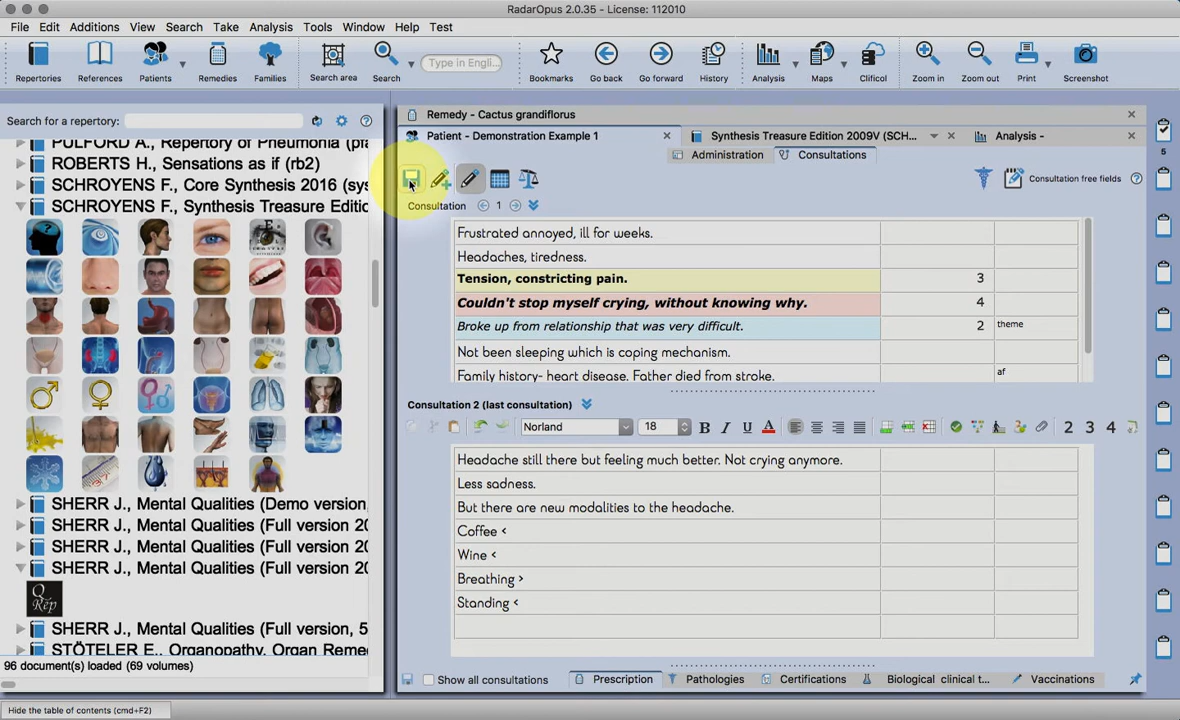 RadarOpus 2.0.35 - License: 112010
File Edit Additions View Search Take Analysis Tools Window Help Test
Repertories References Patients Remedies Families Search area Search Type in Engli... Bookmarks Go back Go forward History Analysis Maps Clificol Zoom in Zoom out Print Screenshot
Search for a repertory:
ROBERTS H., Sensations as if (rb2)
SCHROYENS F., Core Synthesis 2016 (sys
SCHROYENS F., Synthesis Treasure Editio
Q
Rep
SHERR J., Mental Qualities (Demo version,
SHERR J., Mental Qualities (Full version 20
SHERR J., Mental Qualities (Full version 20
SHERR J., Mental Qualities (Full version 20
SHERR J., Mental Qualities (Full version, 5
STÖTELER E., Organopathy, Organ Reme
96 document(s) loaded (69 volumes)
Hide the table of contents (cmd+F2)
Remedy - Cactus grandiflorus
Patient - Demonstration Example 1
Synthesis Treasure Edition 2009V (SCH...
Analysis -
Administration Consultations
Consultation free fields
Consultation 1
Frustrated annoyed, ill for weeks.
Headaches, tiredness.
Tension, constricting pain. 3
Couldn't stop myself crying, without knowing why. 4
Broke up from relationship that was very difficult. 2 theme
Not been sleeping which is coping mechanism.
Family history- heart disease. Father died from stroke. af
Consultation 2 (last consultation)
Norland 18 B I U A 2 3 4
Headache still there but feeling much better. Not crying anymore.
Less sadness.
But there are new modalities to the headache.
Coffee <
Wine <
Breathing >
Standing <
Show all consultations Prescription Pathologies Certifications Biological clinical t... Vaccinations
5